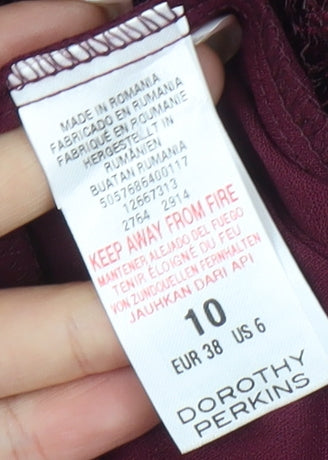 MADE IN ROMANIA
FABRICADO EN RUMANIA
FABRIQUÉ EN ROUMANIE
HERGESTELLT IN
RUMÄNIEN
BUATAN RUMANIA
5057686400117
12667313
2764 2914
KEEP AWAY FROM FIRE
MANTENER ALEJADO DEL FUEGO
TENIR ÉLOIGNE DU FEU
VON ZUNDQUELLEN FERNHALTEN
JAUHKAN DARI API
10
EUR 38 US 6
DOROTHY
PERKINS